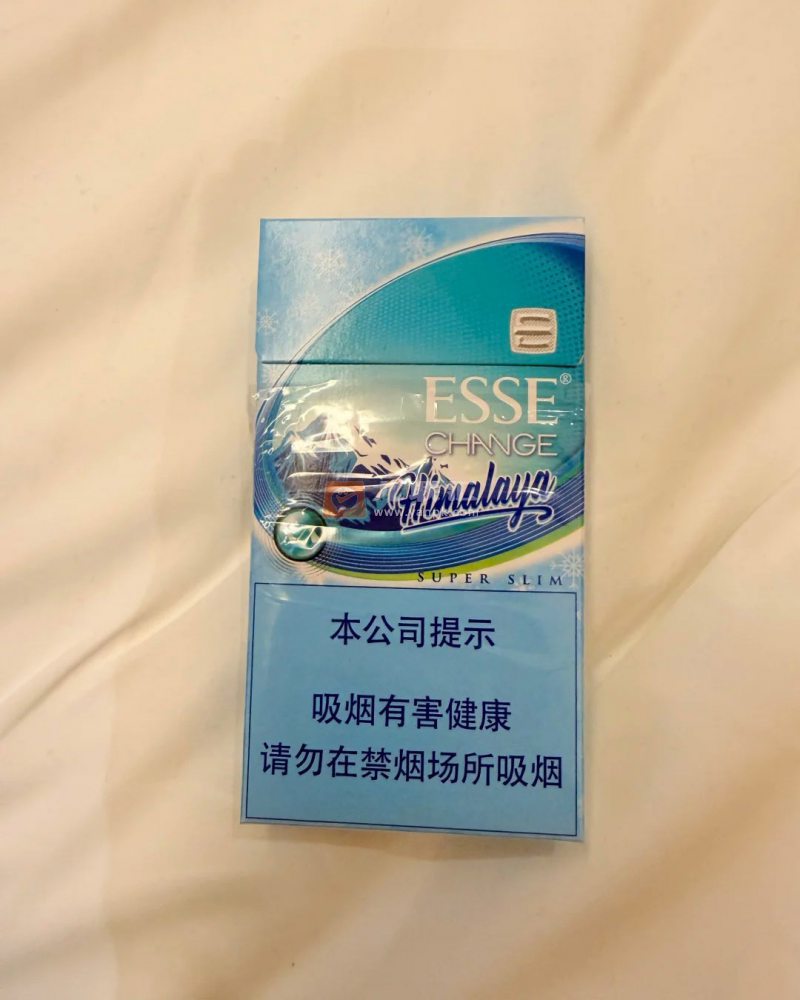 ESSE®
CHANGE
Himalaya
SUPER SLIM
本公司提示
吸烟有害健康
请勿在禁烟场所吸烟